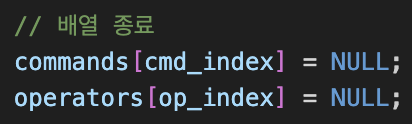 // 배열 종료
commands[cmd_index] = NULL;
operators[op_index] = NULL;